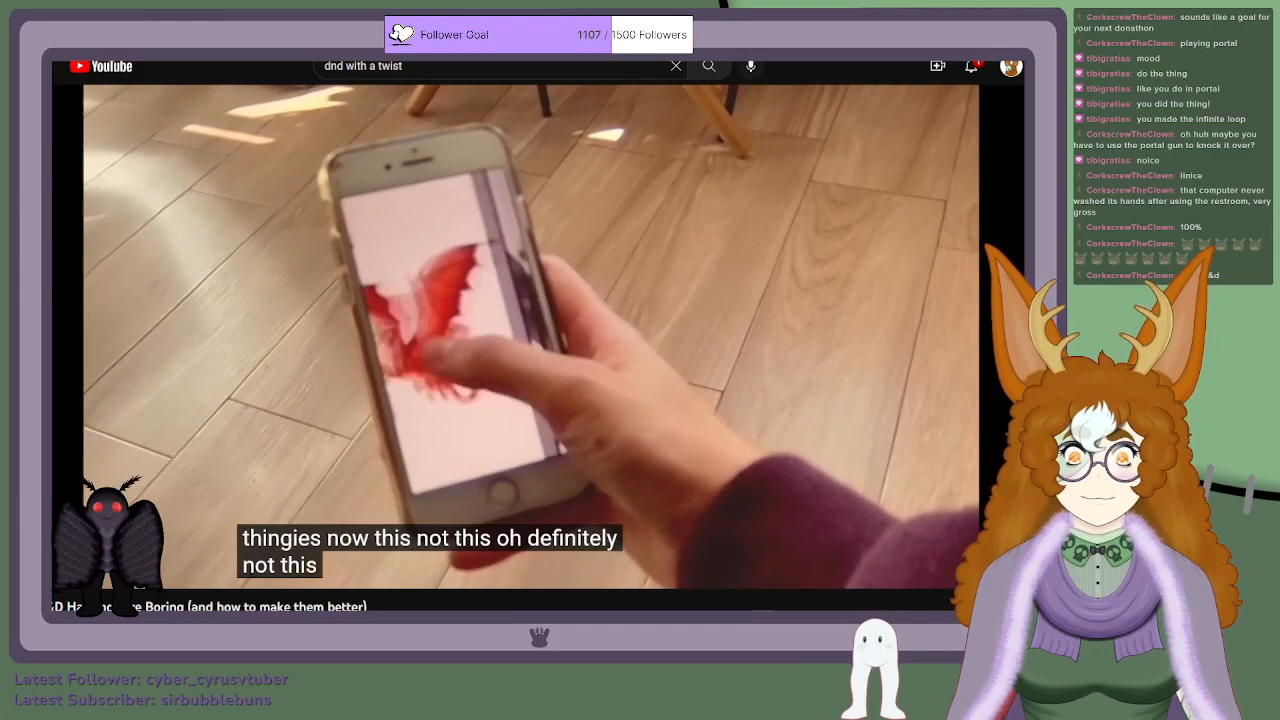 Follower Goal
1107 / 1500 Followers
YouTube
dnd with a twist
thingies now this not this oh definitely
not this
re Boring (and how to make them better)
Latest Follower: cyber_cyrusvtuber
Latest Subscriber: sirbubblebuns
CorkscrewTheClown: sounds like a goal for
your next donathon
CorkscrewTheClown: playing portal
tibigratias: mood
tibigratias: do the thing
tibigratias: like you do in portal
tibigratias: you did the thing!
tibigratias: you made the infinite loop
CorkscrewTheClown: oh huh maybe you
have to use the portal gun to knock it over?
tibigratias: noice
CorkscrewTheClown: linice
CorkscrewTheClown: that computer never
washed its hands after using the restroom, very
gross
CorkscrewTheClown: 100%
CorkscrewTheClown:
CorkscrewTheClown &d